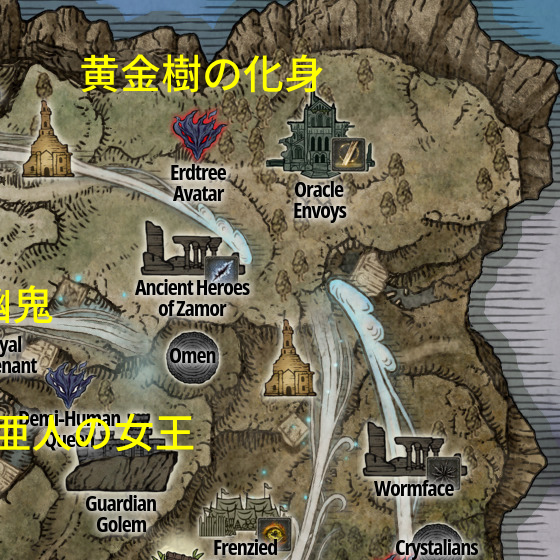 黄金樹の化身
Erdtree
Avatar
Oracle
Envoys
Ancient Heroes
of Zamor
幽鬼
Omen
Demi-Human
亜人の女王
Wormface
Guardian
Golem
Frenzied
Crystalians